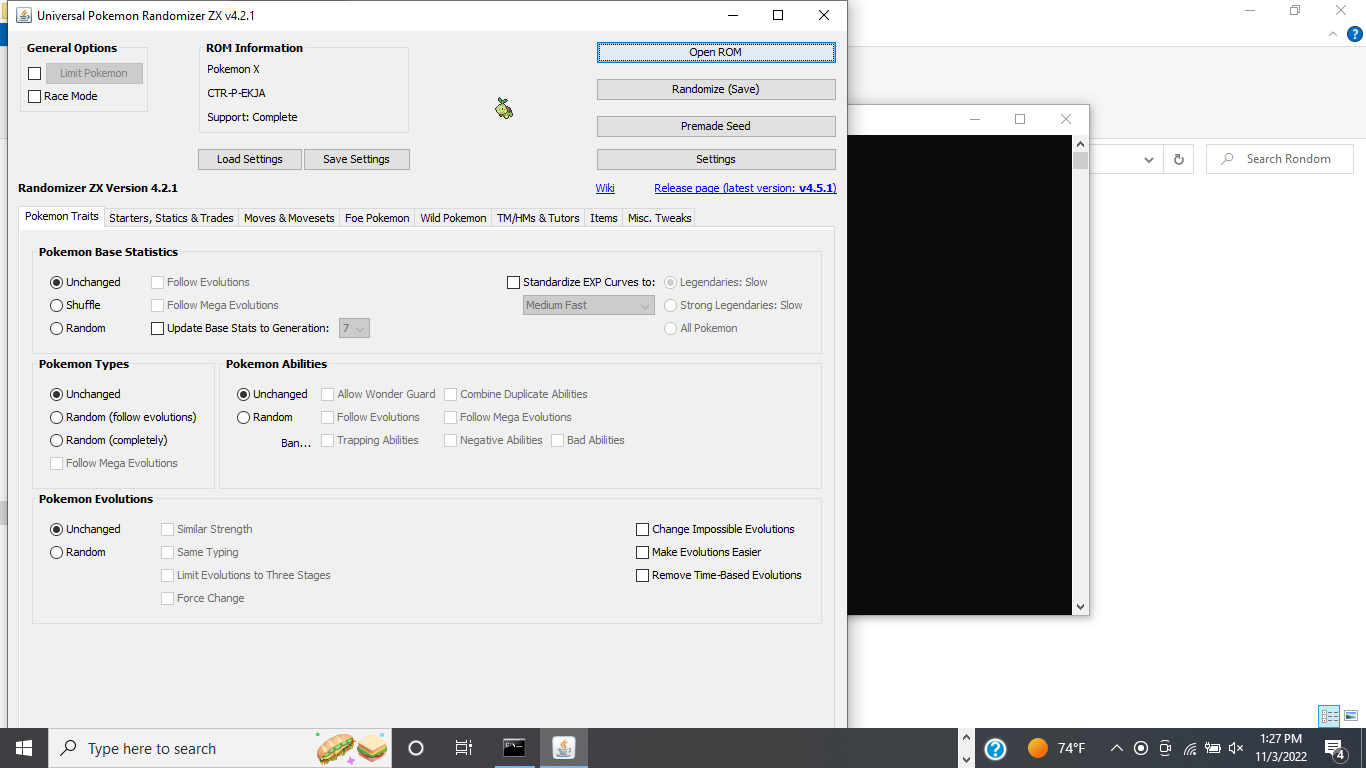 Universal Pokemon Randomizer ZX v4.2.1
General Options
Limit Pokemon
Race Mode
ROM Information
Pokemon X
CTR-P-EKJA
Support: Complete
Open ROM
Randomize (Save)
Premade Seed
Load Settings
Save Settings
Settings
Randomizer ZX Version 4.2.1
Wiki
Release page (latest version: v4.5.1)
Search Rondom
Pokemon Traits
Starters, Statics & Trades
Moves & Movesets
Foe Pokemon
Wild Pokemon
TM/HMs & Tutors
Items
Misc. Tweaks
Pokemon Base Statistics
Unchanged
Follow Evolutions
Standardize EXP Curves to:
Legendaries: Slow
Shuffle
Follow Mega Evolutions
Medium Fast
Strong Legendaries: Slow
Random
Update Base Stats to Generation:
7
All Pokemon
Pokemon Types
Unchanged
Random (follow evolutions)
Random (completely)
Follow Mega Evolutions
Pokemon Abilities
Unchanged
Allow Wonder Guard
Combine Duplicate Abilities
Random
Follow Evolutions
Follow Mega Evolutions
Ban...
Trapping Abilities
Negative Abilities
Bad Abilities
Pokemon Evolutions
Unchanged
Similar Strength
Change Impossible Evolutions
Random
Same Typing
Make Evolutions Easier
Limit Evolutions to Three Stages
Remove Time-Based Evolutions
Force Change
Type here to search
74°F
1:27 PM
11/3/2022
4